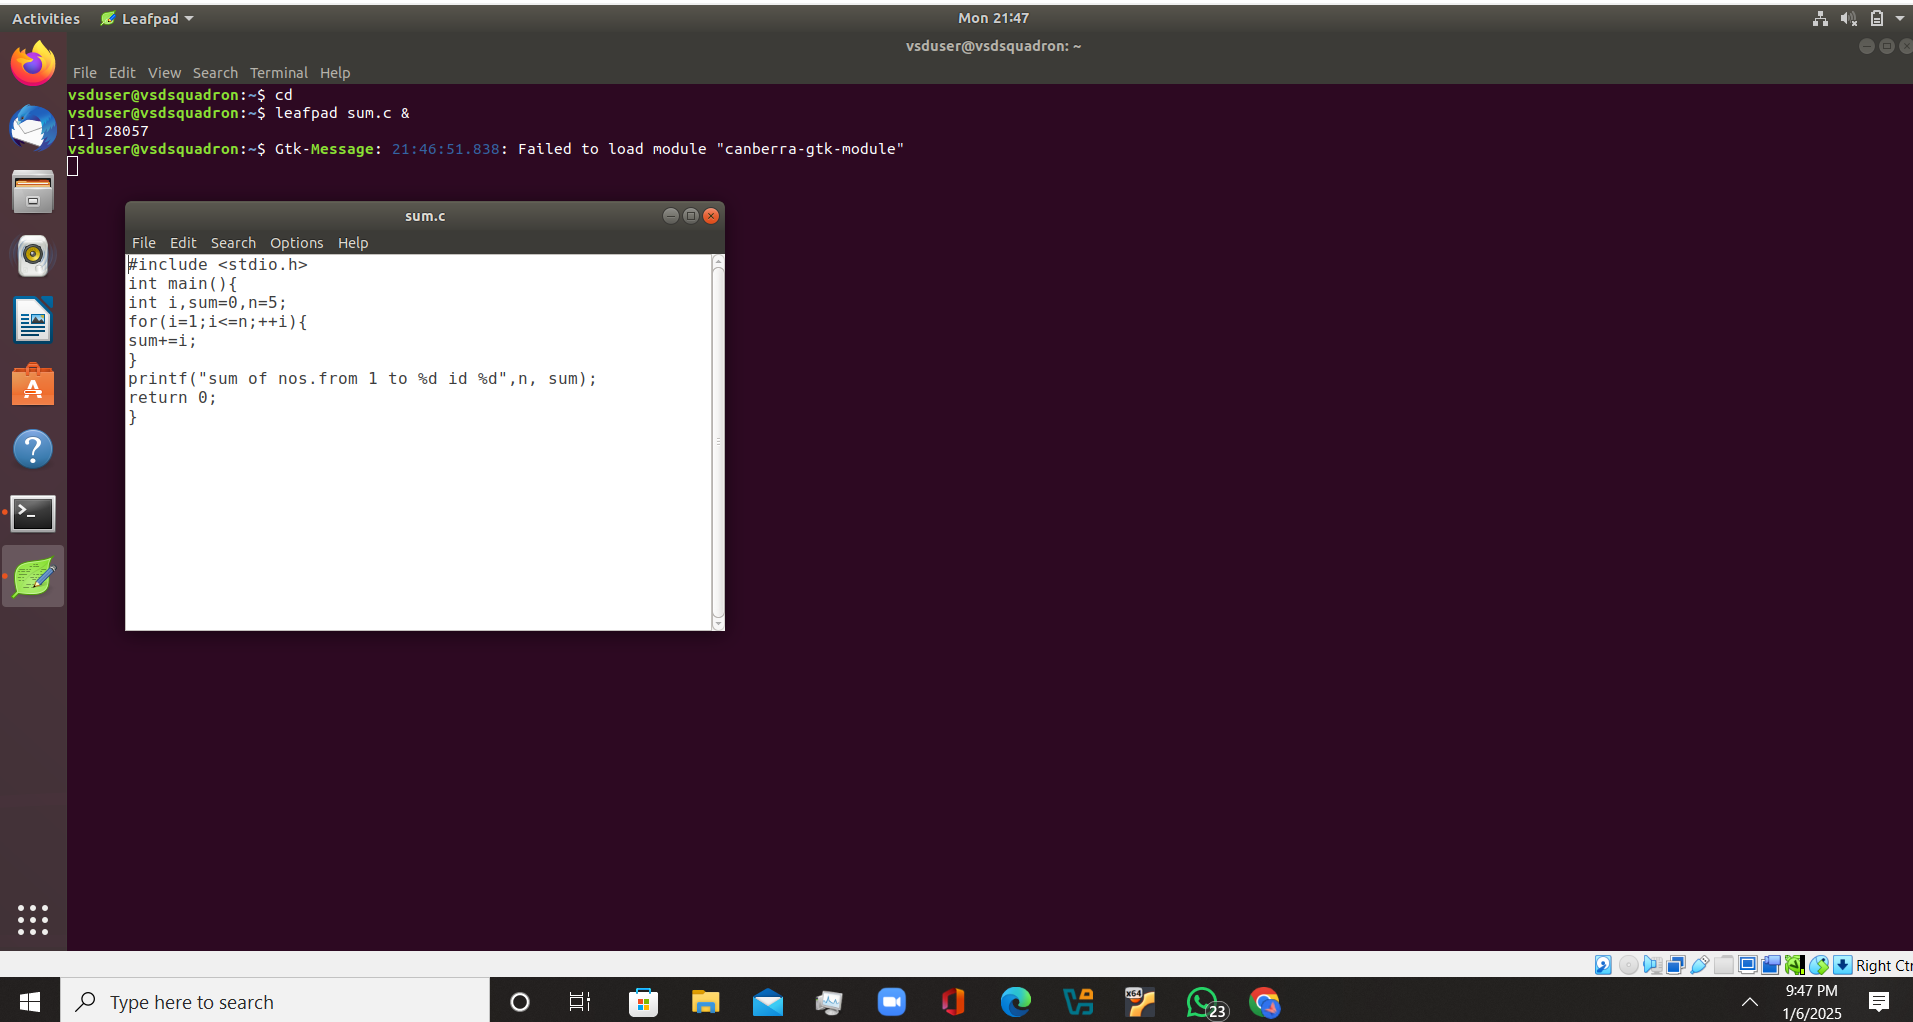 Activities Leafpad Mon 21:47
vsduser@vsdsquadron: ~
File Edit View Search Terminal Help
vsduser@vsdsquadron:~$ cd
vsduser@vsdsquadron:~$ leafpad sum.c &
[1] 28057
vsduser@vsdsquadron:~$ Gtk-Message: 21:46:51.838: Failed to load module "canberra-gtk-module"
sum.c
File Edit Search Options Help
#include <stdio.h>
int main(){
int i,sum=0,n=5;
for(i=1;i<=n;++i){
sum+=i;
}
printf("sum of nos.from 1 to %d id %d",n, sum);
return 0;
}
Right Ctr
Type here to search
x64
23
9:47 PM
1/6/2025